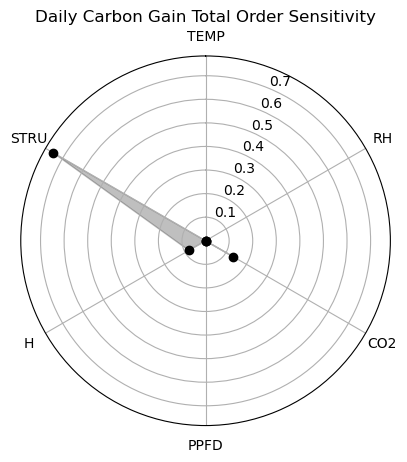 Daily Carbon Gain Total Order Sensitivity
TEMP
0.7
0.6
0.5
STRU
RH
0.4
0.3
0.2
0.1
H
CO2
PPFD